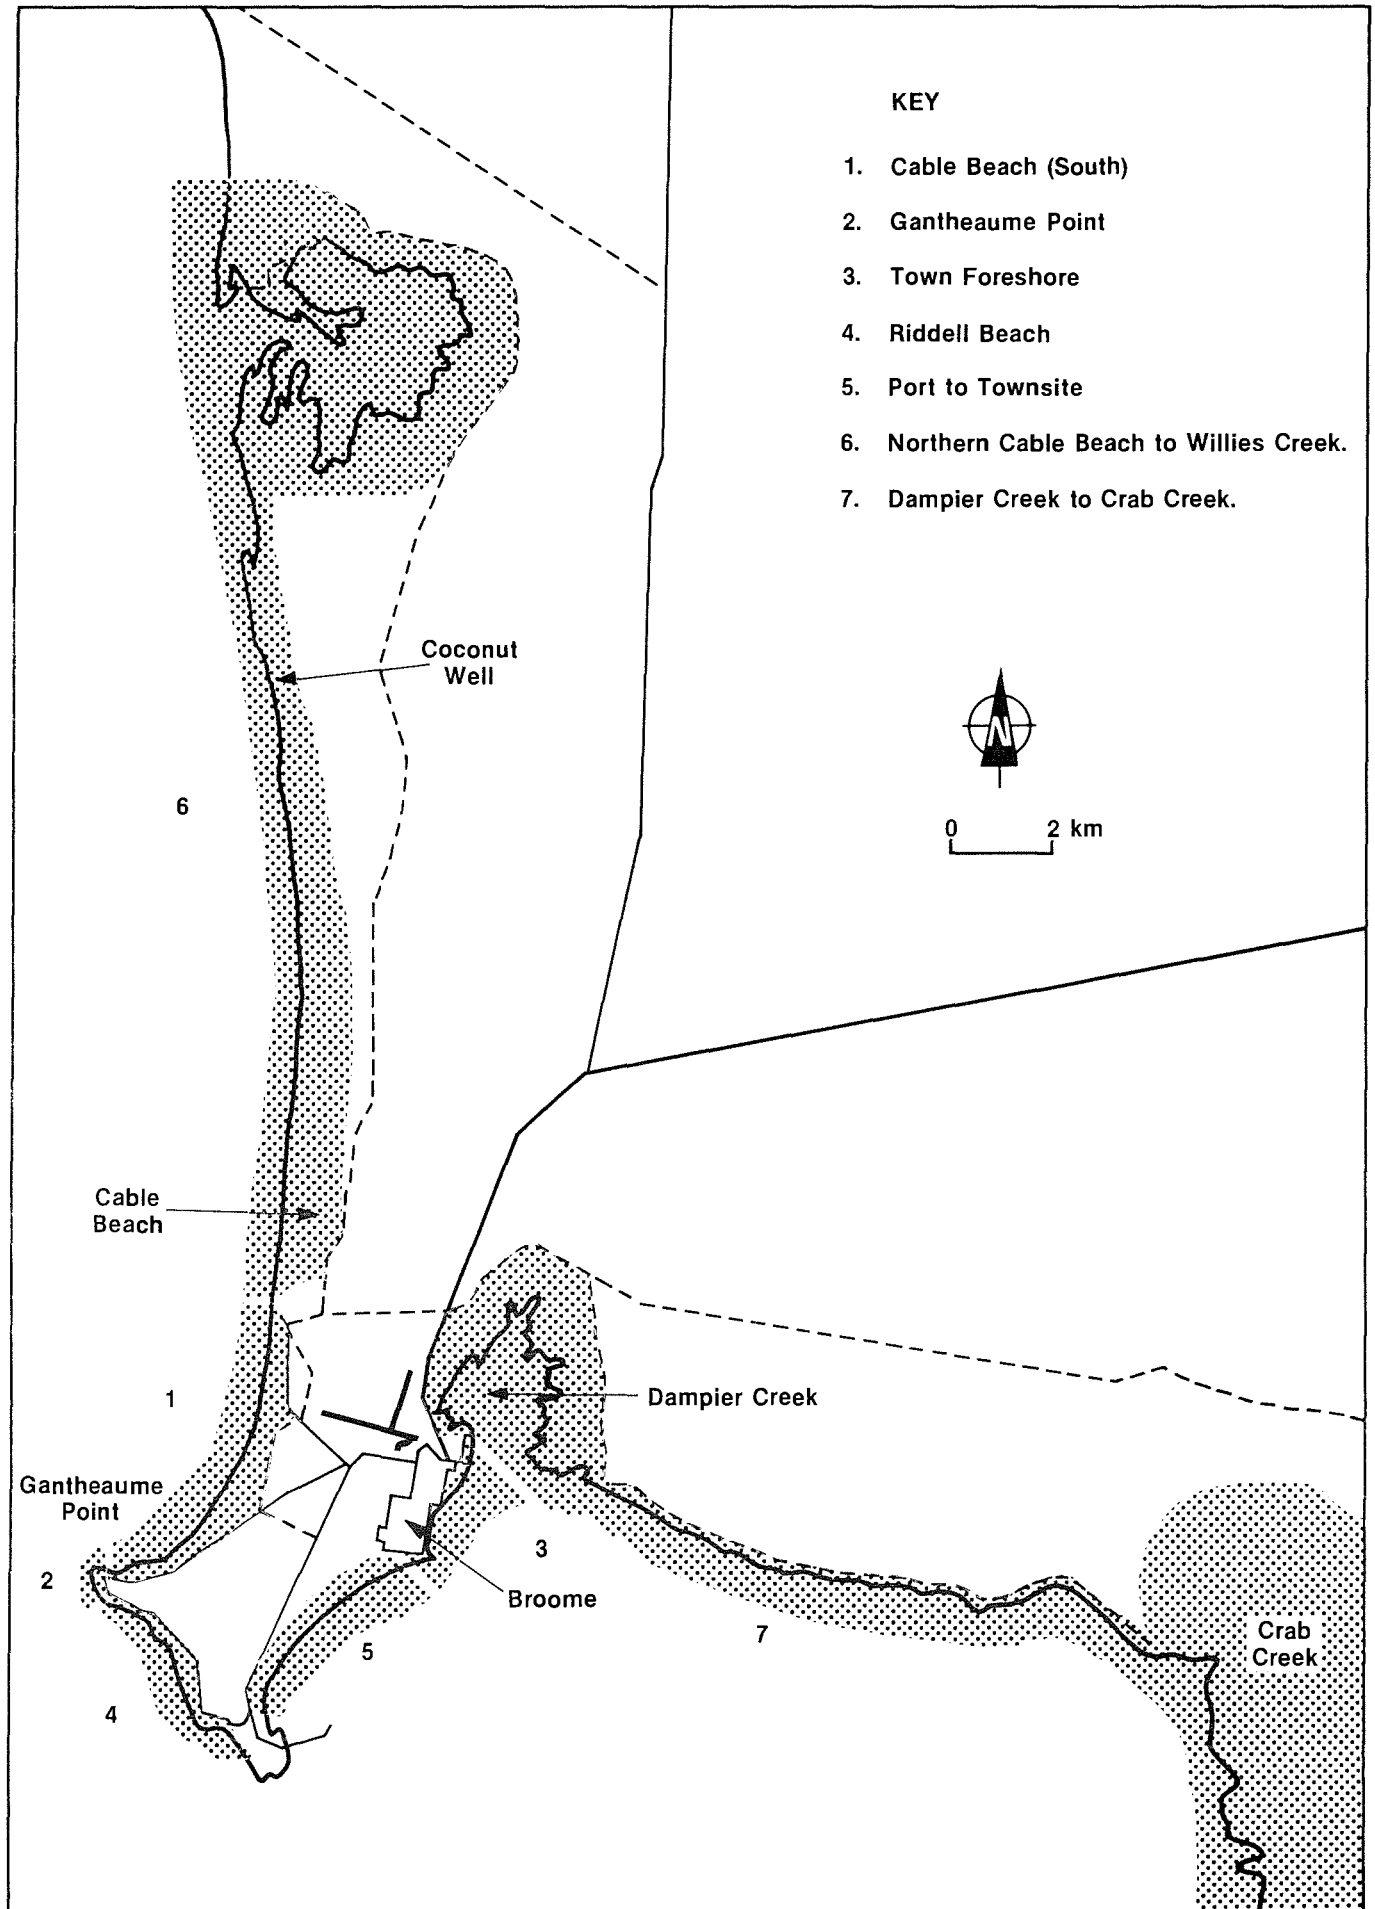 KEY
1. Cable Beach (South)
2. Gantheaume Point
3. Town Foreshore
4. Riddell Beach
5. Port to Townsite
6. Northern Cable Beach to Willies Creek.
7. Dampier Creek to Crab Creek.
Coconut
Well
N
0 2 km
6
Cable
Beach
1
Dampier Creek
Gantheaume
Point
2
3
Broome
5
7
Crab
Creek
4